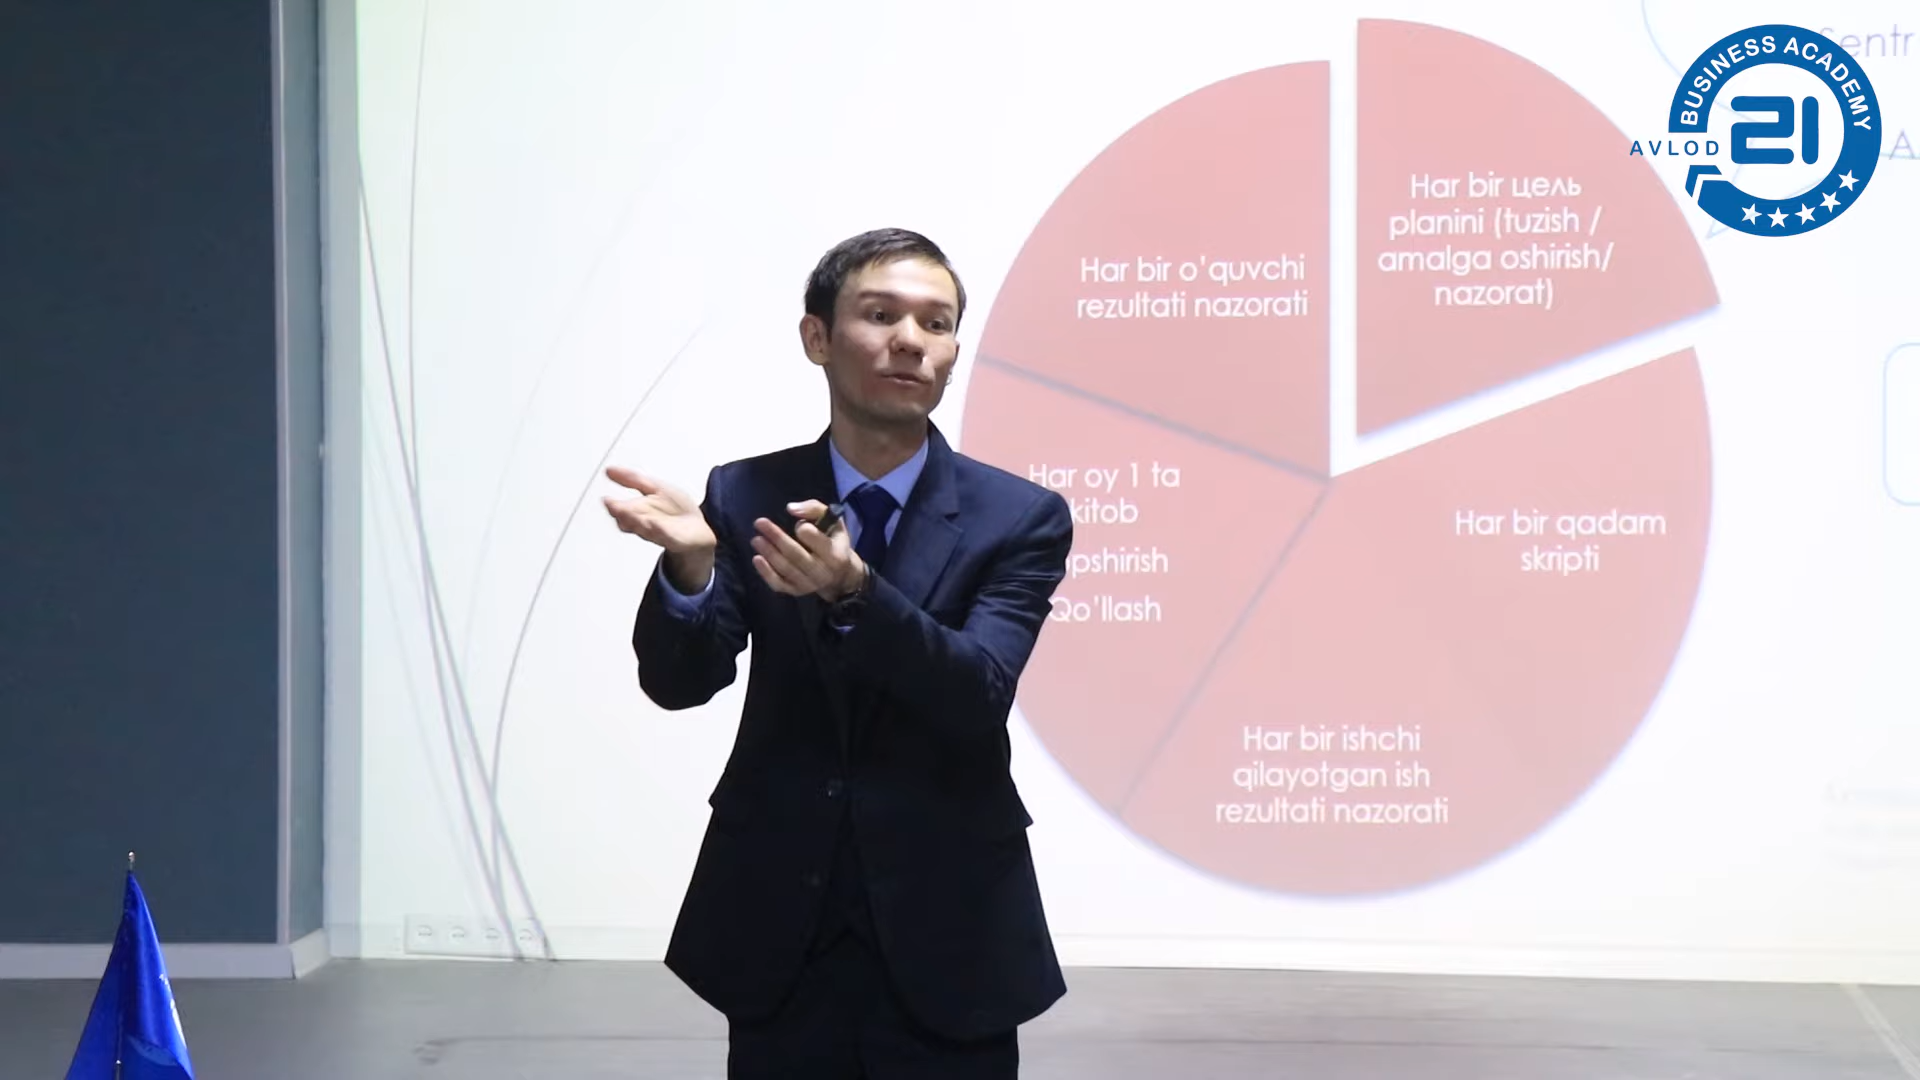 BUSINESS ACADEMY
AVLOD 21
Har bir цель
planini (tuzish /
amalga oshirish/
nazorat)
Har bir o'quvchi
rezultati nazorati
Har oy 1 ta
kitob
Qo'llash
Har bir qadam
skripti
Har bir ishchi
qilayotgan ish
rezultati nazorati